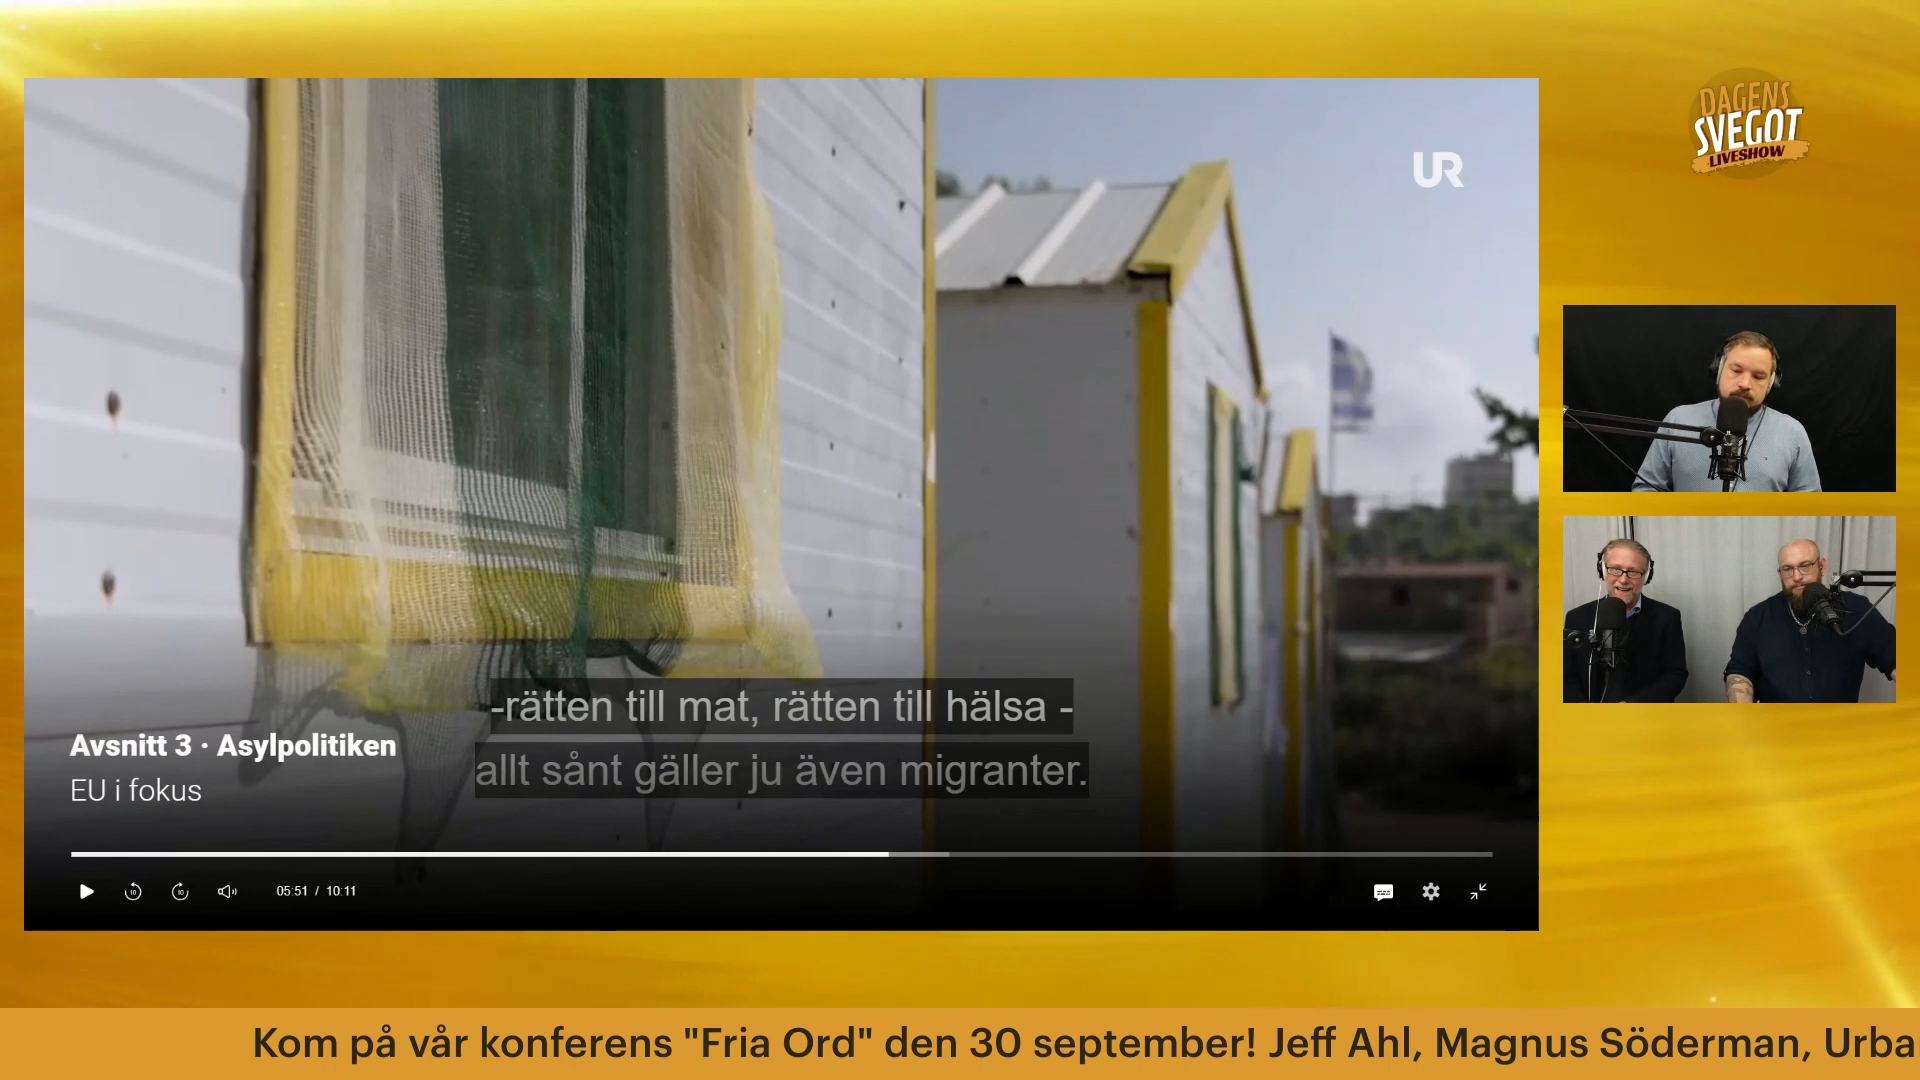 DAGENS
SVEGOT
LIVESHOW
UR
-rätten till mat, rätten till hälsa -
allt sånt gäller ju även migranter.
Avsnitt 3 · Asylpolitiken
EU i fokus
05:51 / 10:11
Kom på vår konferens "Fria Ord" den 30 september! Jeff Ahl, Magnus Söderman, Urba